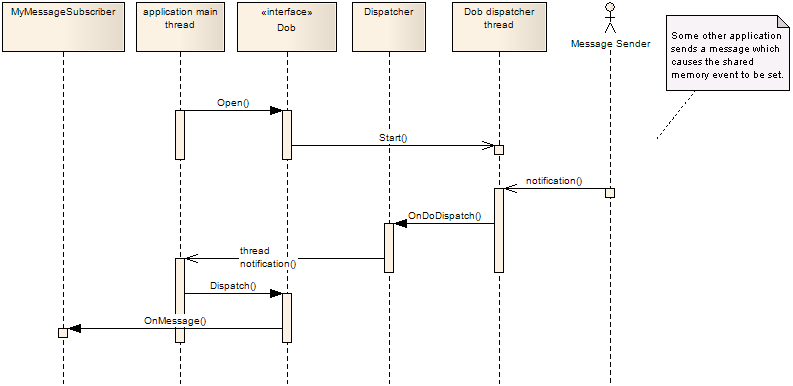 MyMessageSubscriber
application main
thread
«interface»
Dob
Dispatcher
Dob dispatcher
thread
Message Sender
Some other application
sends a message which
causes the shared
memory event to be set.
Open()
Start()
notification()
OnDoDispatch()
thread
notification()
Dispatch()
OnMessage()